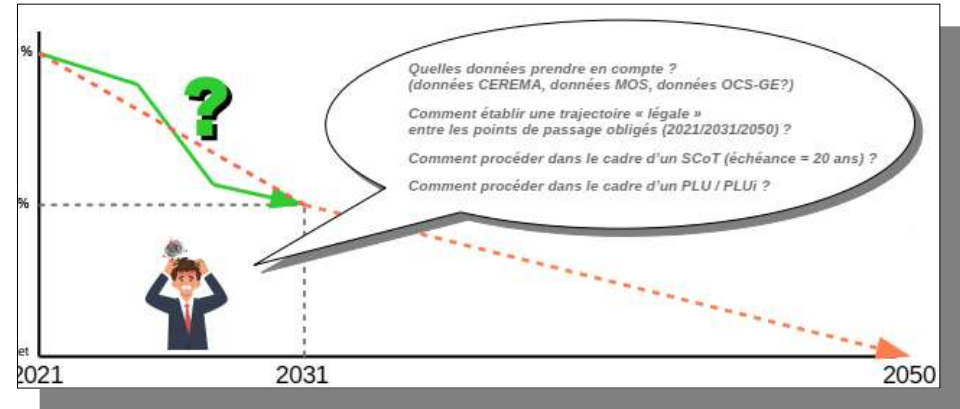 %
?
Quelles données prendre en compte ?
(données CEREMA, données MOS, données OCS-GE?)
Comment établir une trajectoire « légale »
entre les points de passage obligés (2021/2031/2050) ?
Comment procéder dans le cadre d'un SCoT (échéance = 20 ans) ?
Comment procéder dans le cadre d'un PLU / PLUi ?
%
et
2021
2031
2050